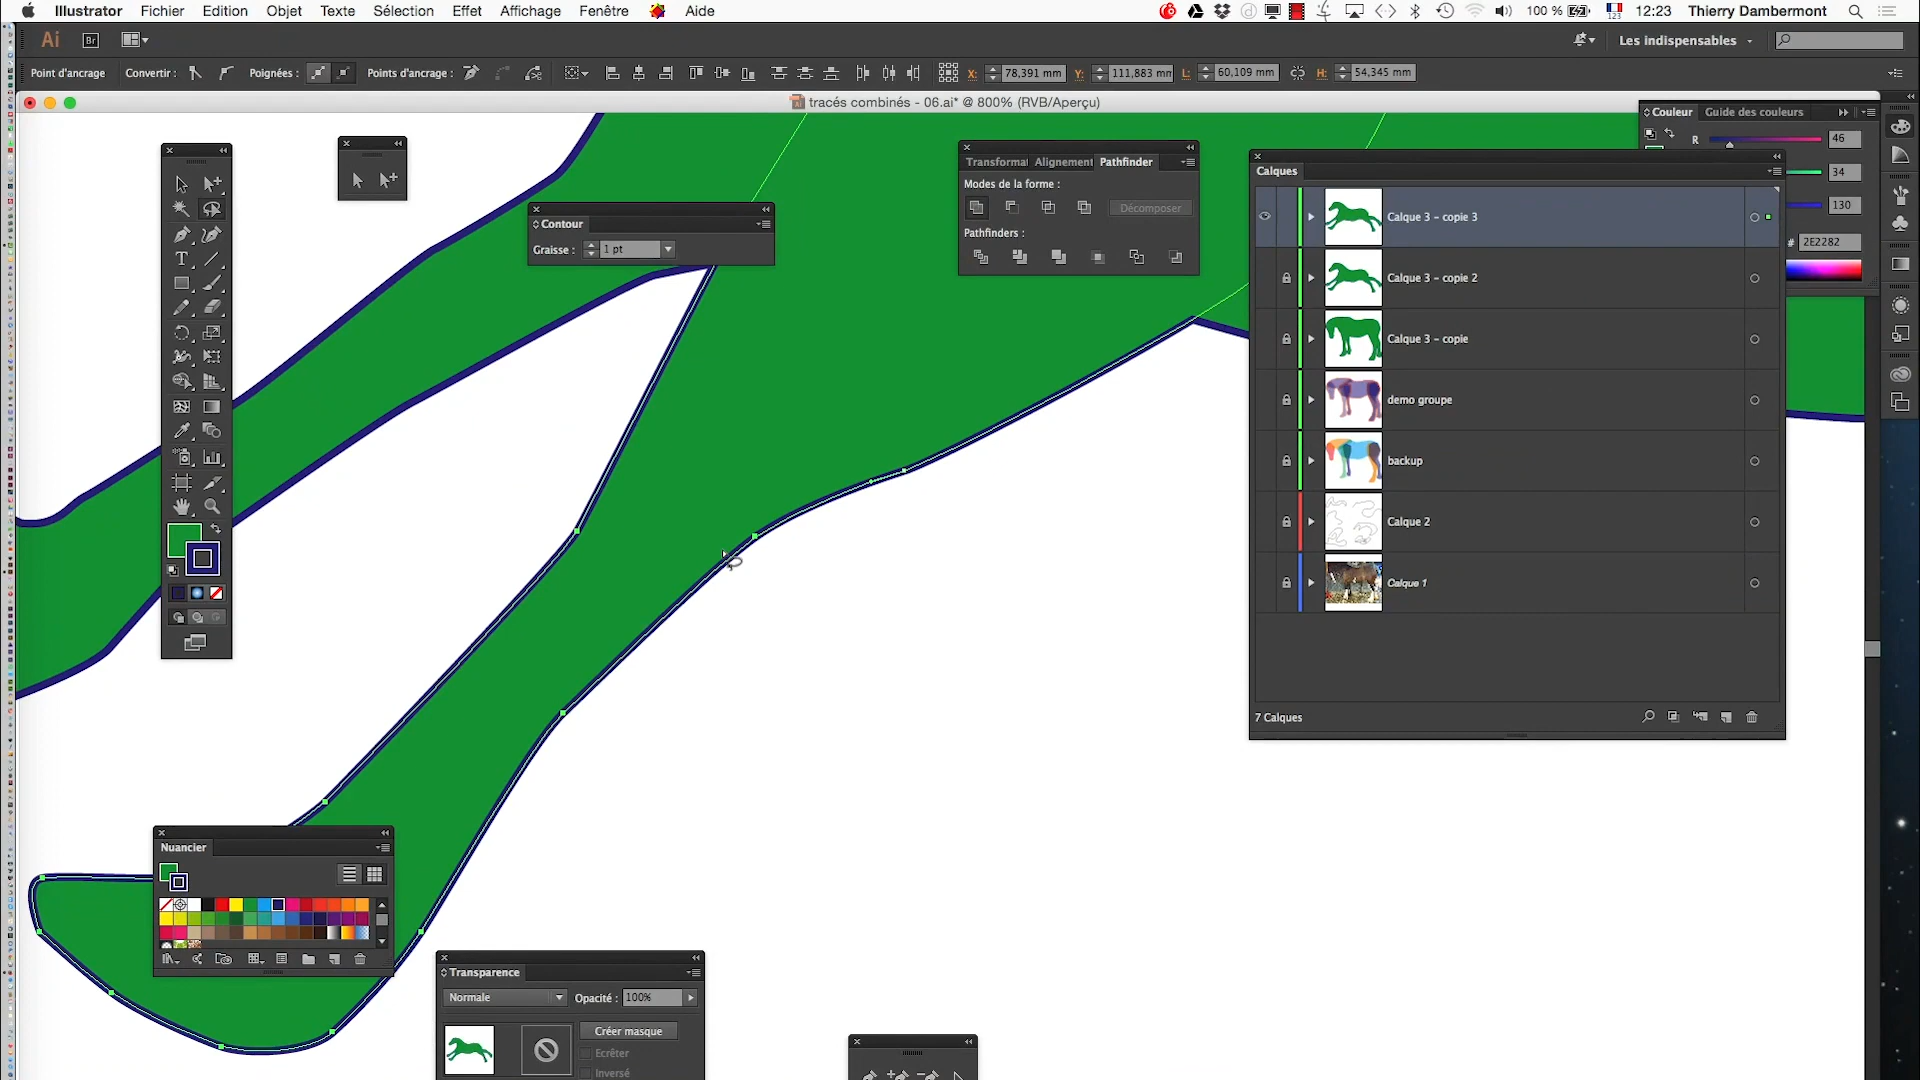 Illustrator Fichier Edition Objet Texte Sélection Effet Affichage Fenêtre Aide 100 % 12:23 Thierry Dambermont
Ai Br Les indispensables
Point d'ancrage Convertir : Poignées : Points d'ancrage : X: 78,391 mm Y: 111,883 mm L: 60,109 mm H: 54,345 mm
tracés combinés - 06.ai* @ 800% (RVB/Aperçu)
Couleur Guide des couleurs
R 46
34
130
# 2E2282
Transforma Alignement Pathfinder
Modes de la forme :
Décomposer
Pathfinders :
Contour
Graisse : 1 pt
Calques
Calque 3 - copie 3
Calque 3 - copie 2
Calque 3 - copie
demo groupe
backup
Calque 2
Calque 1
7 Calques
Nuancier
Transparence
Normale Opacité : 100%
Créer masque
Ecrêter
Inversé